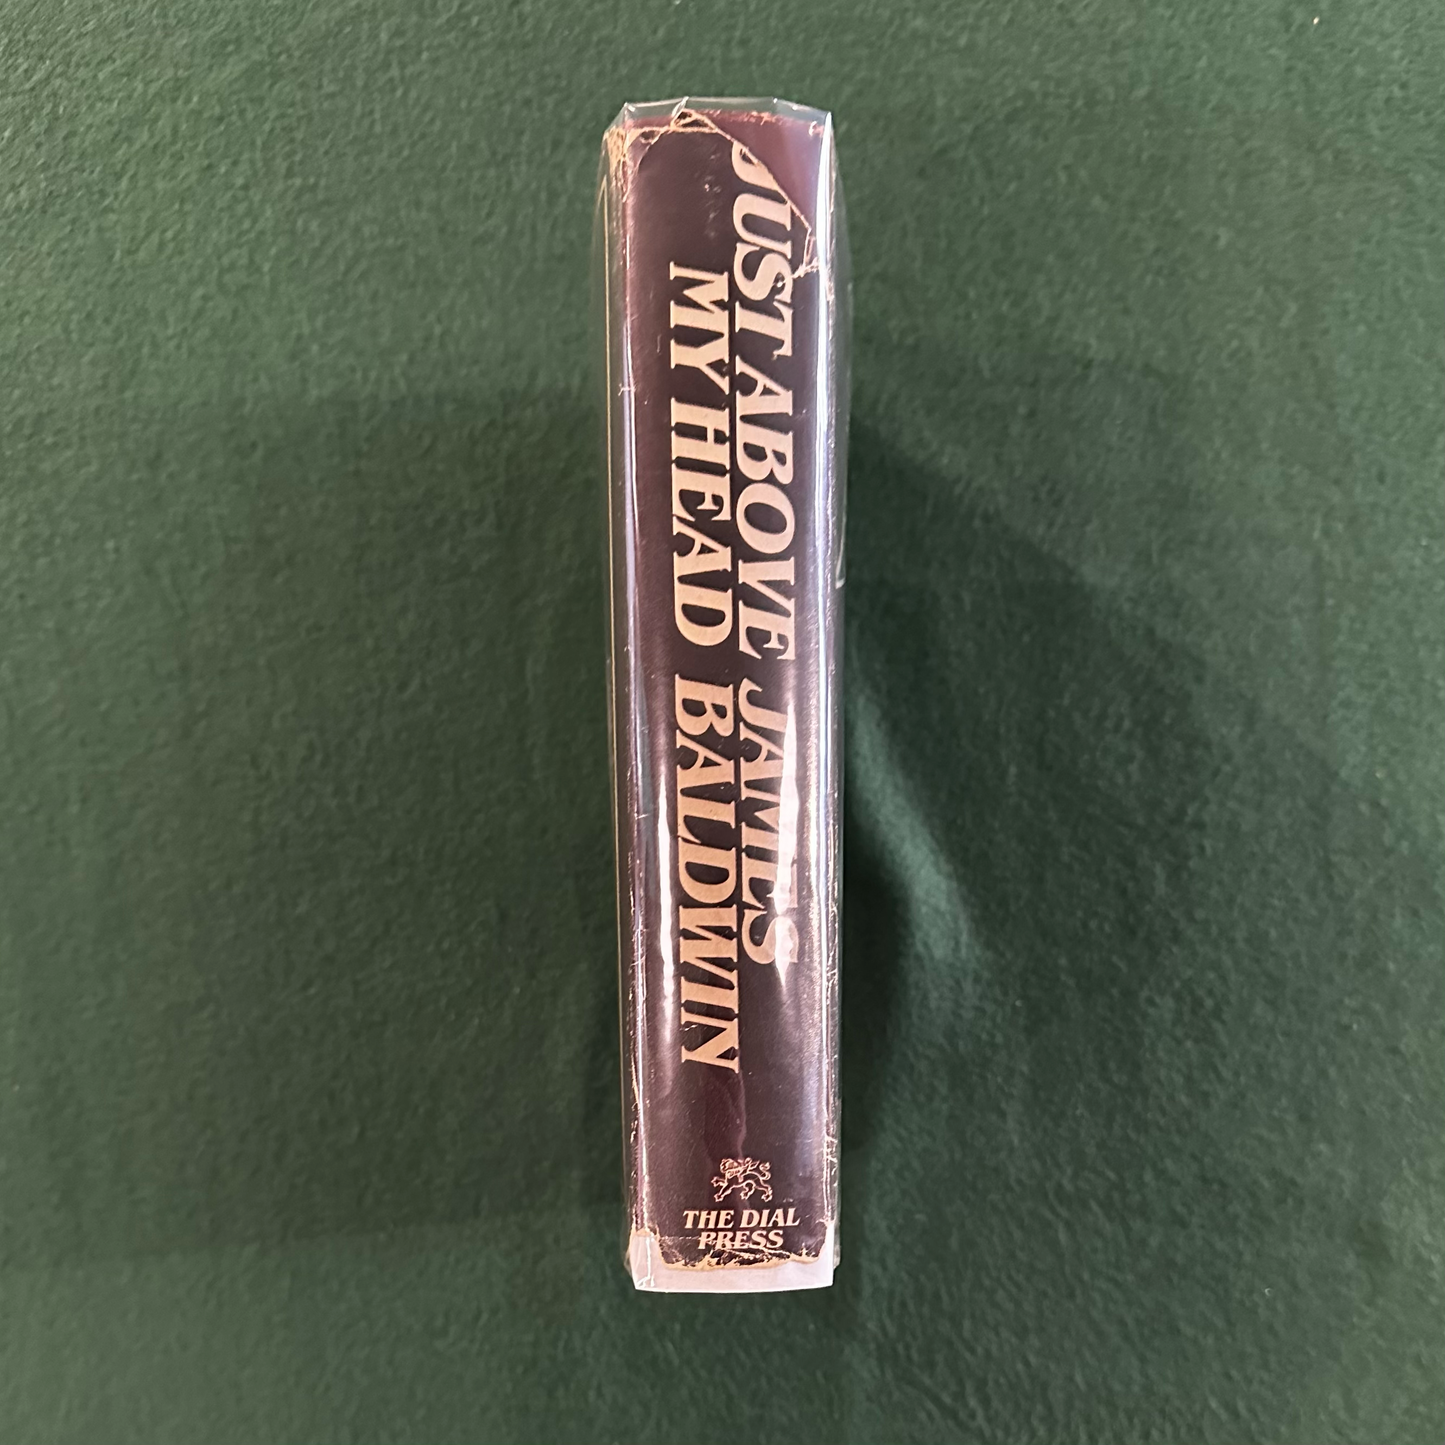 JUST ABOVE
MY HEAD
JAMES
BALDWIN
THE DIAL
PRESS